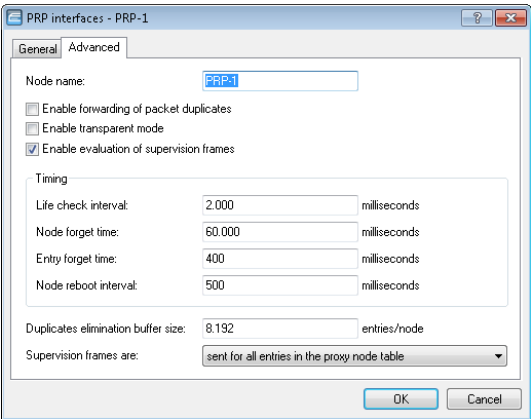 PRP interfaces - PRP-1
General Advanced
Node name: PRP-1
Enable forwarding of packet duplicates
Enable transparent mode
Enable evaluation of supervision frames
Timing
Life check interval: 2.000 milliseconds
Node forget time: 60.000 milliseconds
Entry forget time: 400 milliseconds
Node reboot interval: 500 milliseconds
Duplicates elimination buffer size: 8.192 entries/node
Supervision frames are: sent for all entries in the proxy node table
OK Cancel